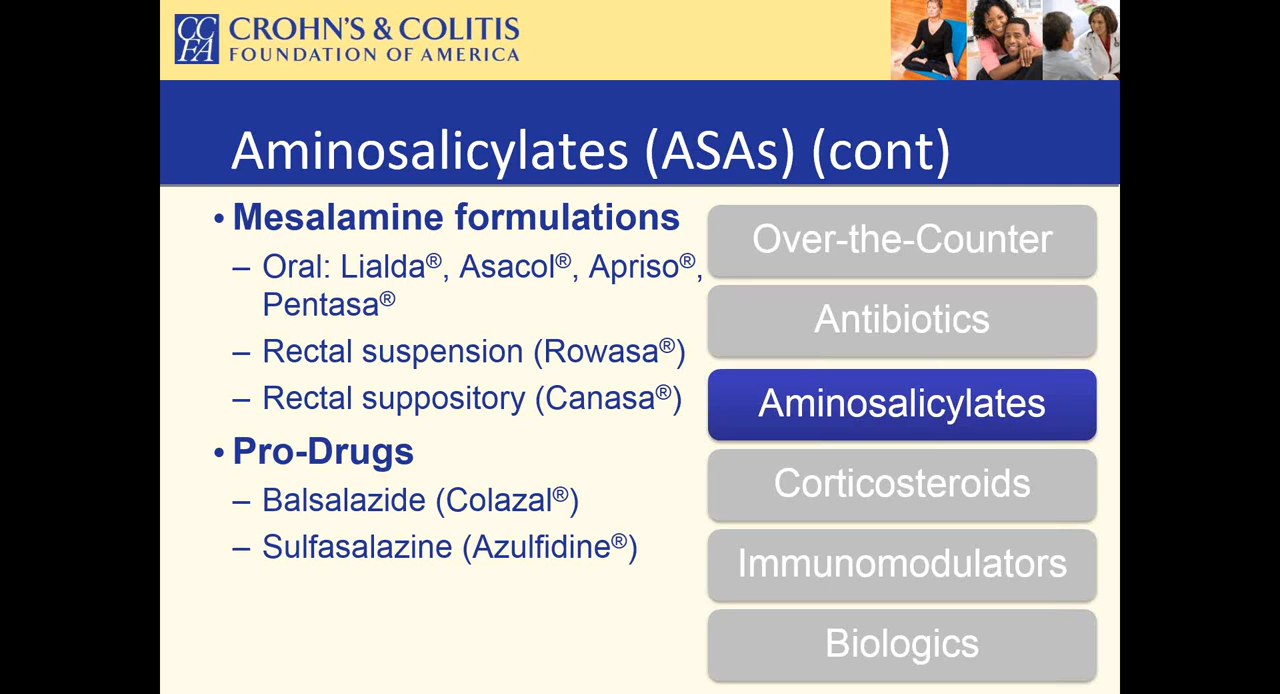 CCFA
CROHN'S & COLITIS
FOUNDATION OF AMERICA
Aminosalicylates (ASAs) (cont)
• Mesalamine formulations
– Oral: Lialda®, Asacol®, Apriso®,
Pentasa®
– Rectal suspension (Rowasa®)
– Rectal suppository (Canasa®)
• Pro-Drugs
– Balsalazide (Colazal®)
– Sulfasalazine (Azulfidine®)
Over-the-Counter
Antibiotics
Aminosalicylates
Corticosteroids
Immunomodulators
Biologics